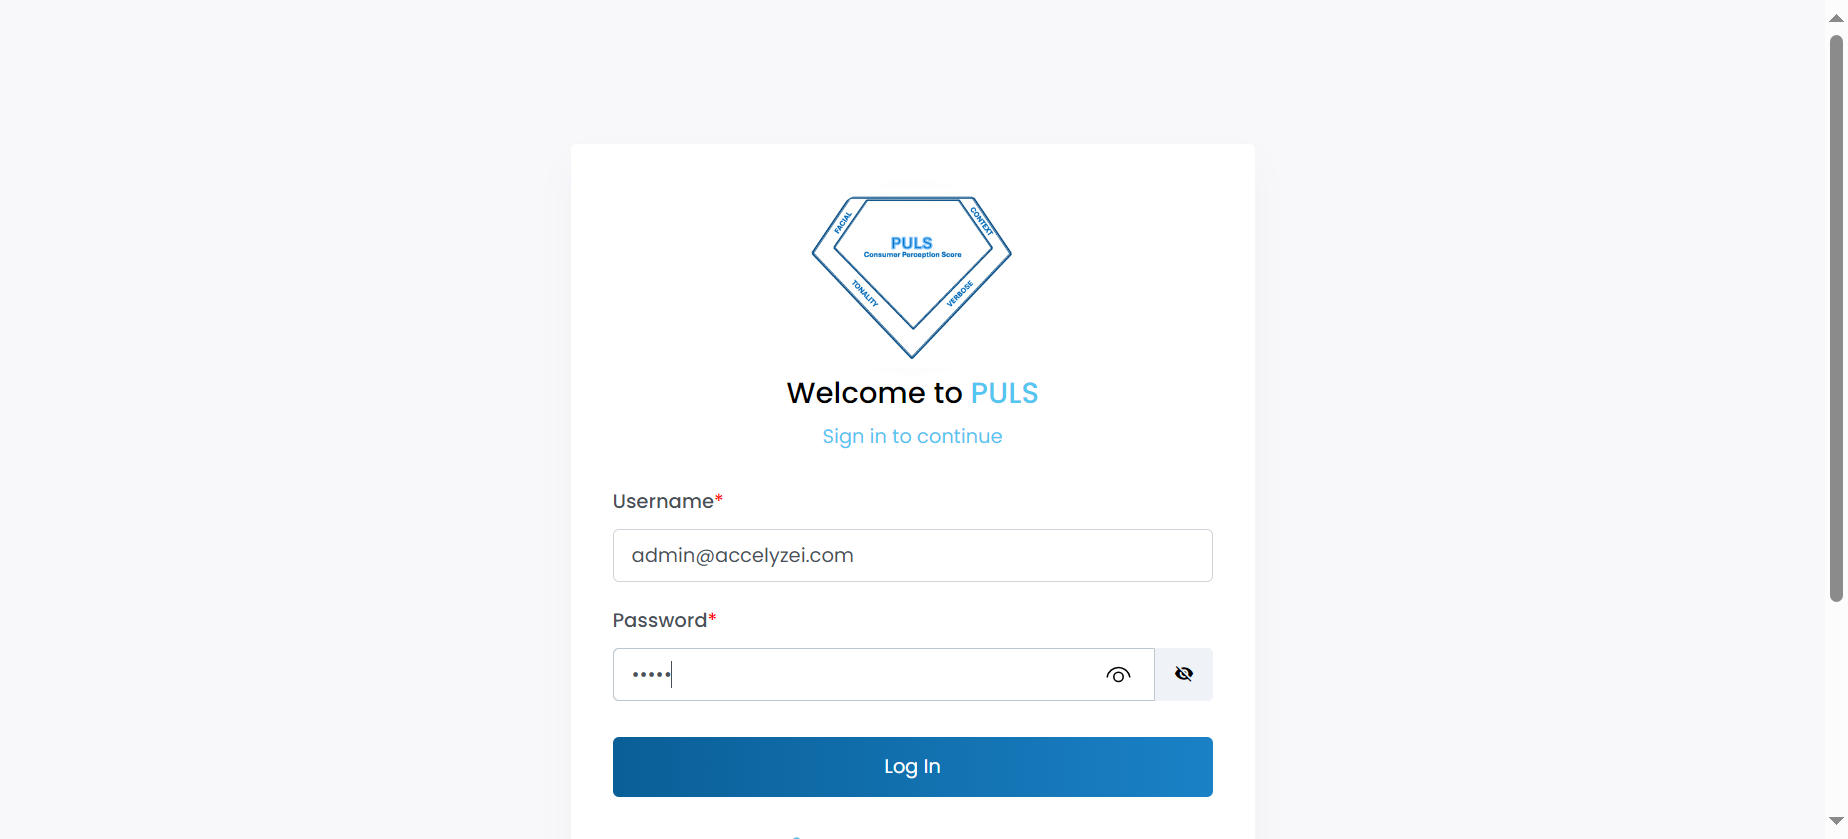 FACIAL
CONTEXT
PULS
Consumer Perception Score
TONALITY
VERBOSE
Welcome to PULS
Sign in to continue
Username*
admin@accelyzei.com
Password*
•••••
Log In